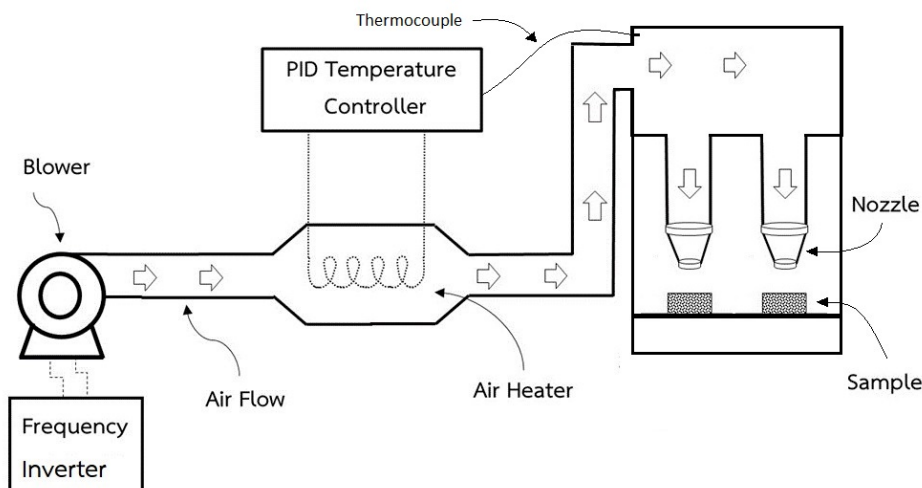 Thermocouple
PID Temperature
Controller
Blower
Nozzle
Air Flow
Air Heater
Sample
Frequency
Inverter